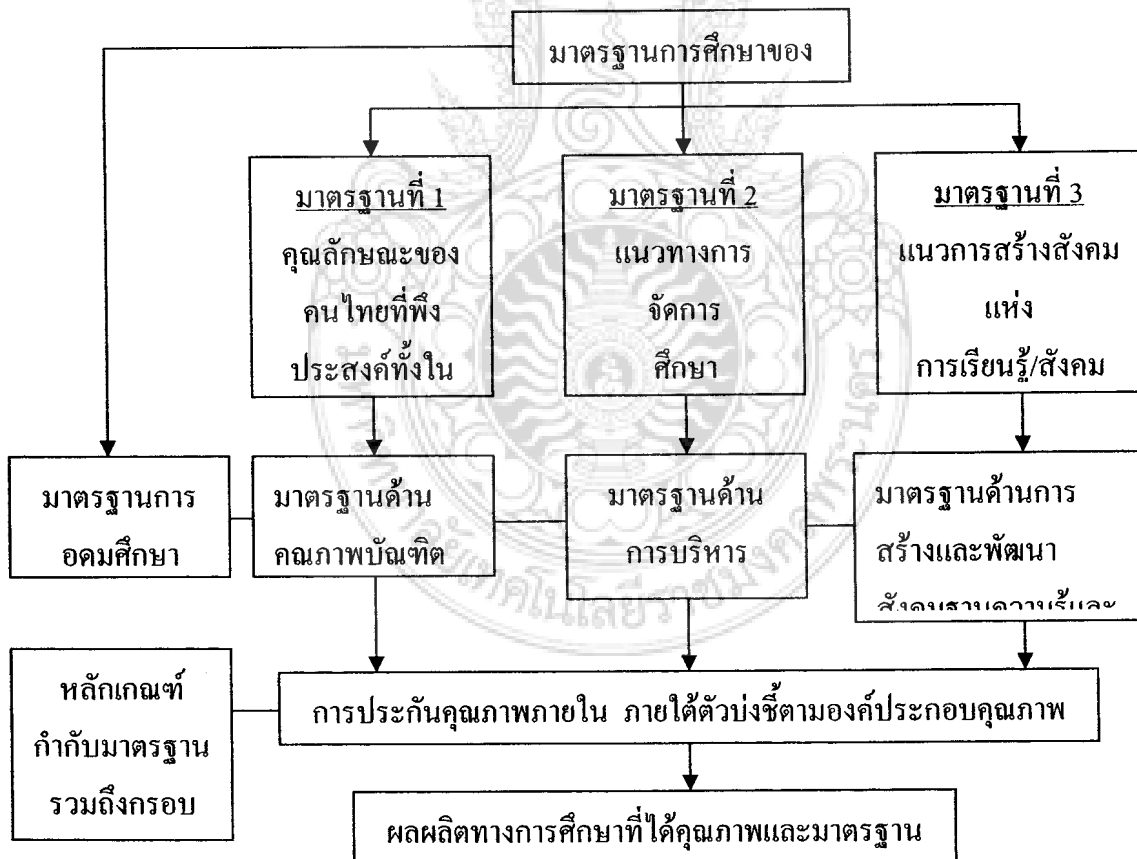 มาตรฐานการศึกษาของ
มาตรฐานที่ 1
คุณลักษณะของ
คนไทยที่พึง
ประสงค์ทั้งใน
มาตรฐานที่ 2
แนวทางการ
จัดการ
ศึกษา
มาตรฐานที่ 3
แนวการสร้างสังคม
แห่ง
การเรียนรู้/สังคม
มาตรฐานการ
อุดมศึกษา
มาตรฐานด้าน
คุณภาพบัณฑิต
มาตรฐานด้าน
การบริหาร
มาตรฐานด้านการ
สร้างและพัฒนา
สังคมฐานความรู้และ
หลักเกณฑ์
กำกับมาตรฐาน
รวมถึงกรอบ
การประกันคุณภาพภายใน ภายใต้ตัวบ่งชี้ตามองค์ประกอบคุณภาพ
ผลผลิตทางการศึกษาที่ได้คุณภาพและมาตรฐาน